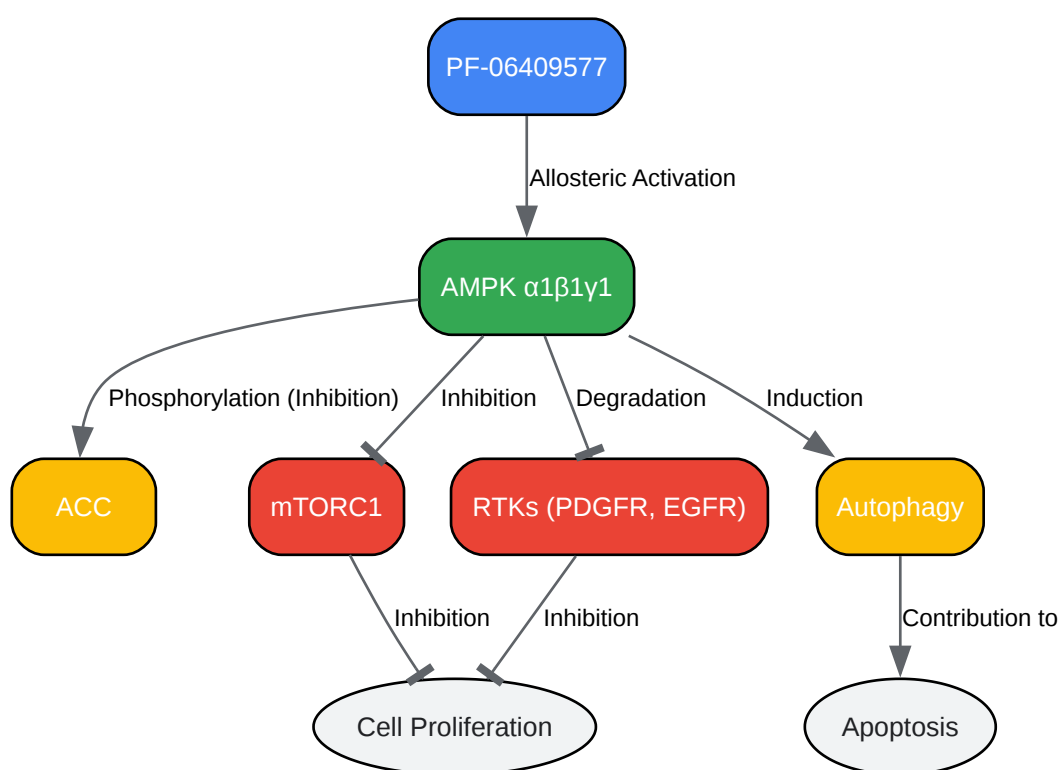 PF-06409577
Allosteric Activation
AMPK α1β1γ1
Phosphorylation (Inhibition)
Inhibition
Degradation
Induction
ACC
mTORC1
RTKs (PDGFR, EGFR)
Autophagy
Inhibition
Inhibition
Contribution to
Cell Proliferation
Apoptosis